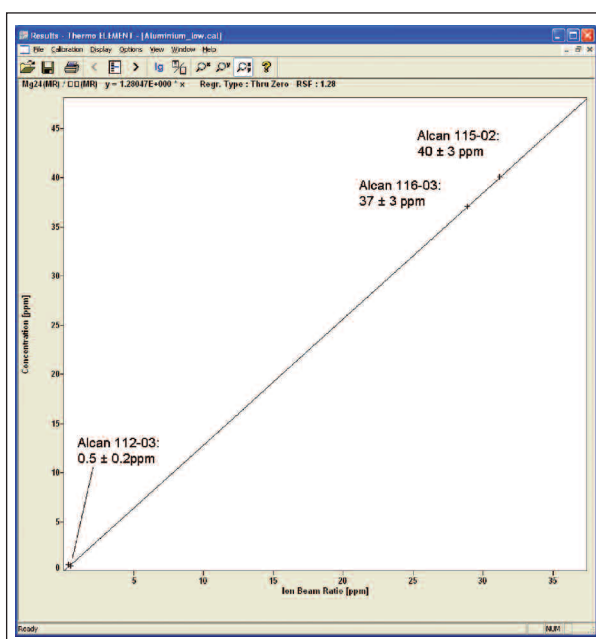 Results - Thermo ELEMENT - [Aluminium_low.cal]
File Calibration Display Options View Window Help
lg
Mg24(MR) / □□(MR) y = 1.28047E+000 * x Regr. Type : Thru Zero RSF : 1.28
45
40
35
30
25
20
15
10
5
0
Concentration [ppm]
Alcan 115-02:
40 ± 3 ppm
Alcan 116-03:
37 ± 3 ppm
Alcan 112-03:
0.5 ± 0.2ppm
5 10 15 20 25 30 35
Ion Beam Ratio [ppm]
Ready NUM